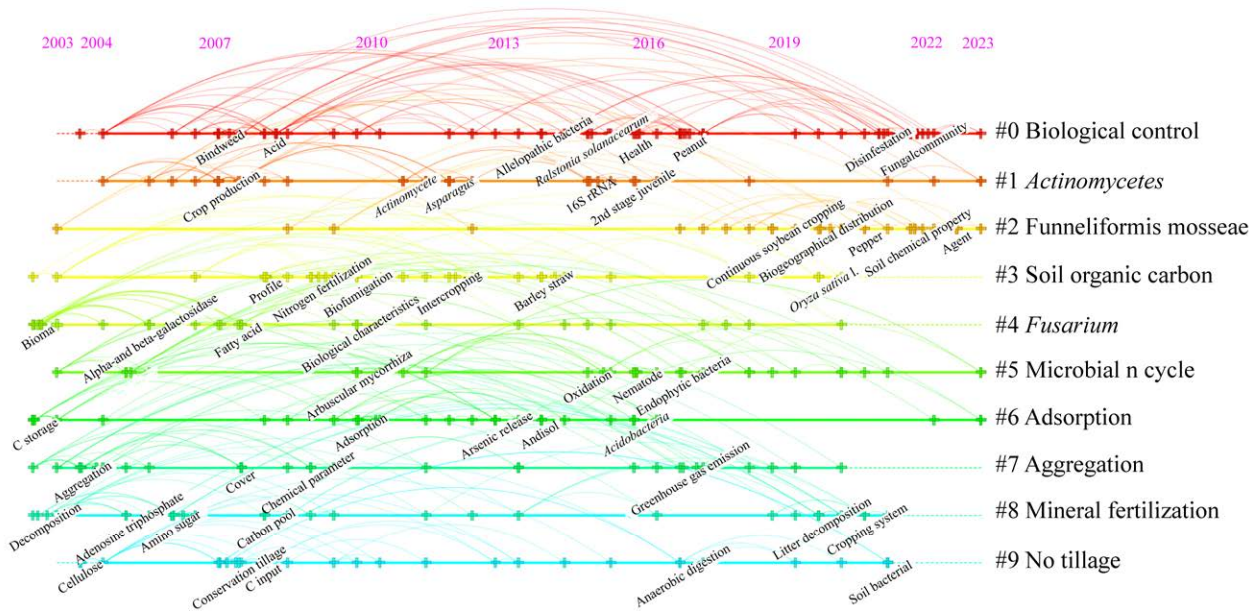 2003 2004 2007 2010 2013 2016 2019 2022 2023
#0 Biological control
Bindweed
Acid
Allelopathic bacteria
Ralstonia solanacearum
Health
Peanut
Disinfestation
Fungalcommunity
#1 Actinomycetes
Crop production
Actinomycete
Asparagus
16S rRNA
2nd stage juvenile
#2 Funneliformis mosseae
Continuous soybean cropping
Biogeographical distribution
Pepper
Soil chemical property
Agent
#3 Soil organic carbon
Profile
Nitrogen fertilization
Biofumigation
Intercropping
Barley straw
Oryza sativa l.
#4 Fusarium
Bioma
Alpha-and beta-galactosidase
Fatty acid
Biological characteristics
#5 Microbial n cycle
Arbuscular mycorrhiza
Oxidation
Nematode
Endophytic bacteria
#6 Adsorption
C storage
Adsorption
Arsenic release
Andisol
Acidobacteria
#7 Aggregation
Aggregation
Cover
Chemical parameter
Greenhouse gas emission
#8 Mineral fertilization
Decomposition
Adenosine triphosphate
Amino sugar
Carbon pool
Litter decomposition
Cropping system
#9 No tillage
Cellulose
Conservation tillage
C input
Anaerobic digestion
Soil bacterial